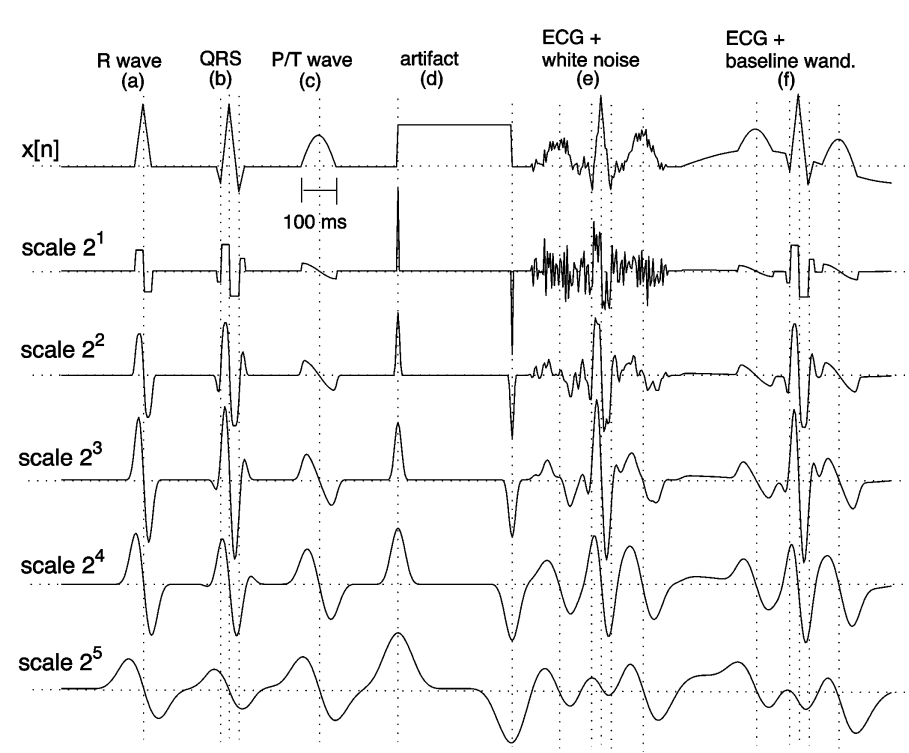 R wave
(a)
QRS
(b)
P/T wave
(c)
artifact
(d)
ECG +
white noise
(e)
ECG +
baseline wand.
(f)
x[n]
100 ms
scale 2¹
scale 2²
scale 2³
scale 2⁴
scale 2⁵